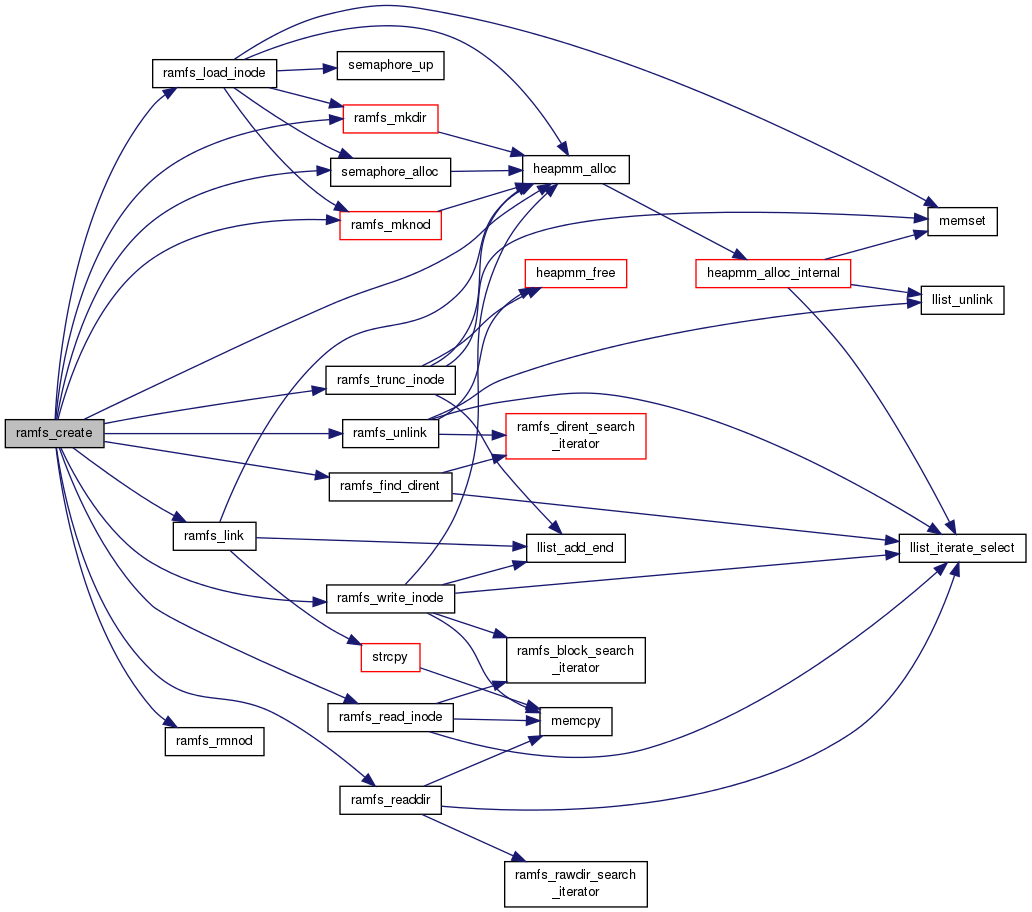 ramfs_load_inode
semaphore_up
ramfs_mkdir
semaphore_alloc
heapmm_alloc
ramfs_mknod
memset
heapmm_free
heapmm_alloc_internal
llist_unlink
ramfs_trunc_inode
ramfs_create
ramfs_unlink
ramfs_dirent_search
_iterator
ramfs_find_dirent
ramfs_link
llist_add_end
llist_iterate_select
ramfs_write_inode
strcpy
ramfs_block_search
_iterator
ramfs_read_inode
memcpy
ramfs_rmnod
ramfs_readdir
ramfs_rawdir_search
_iterator